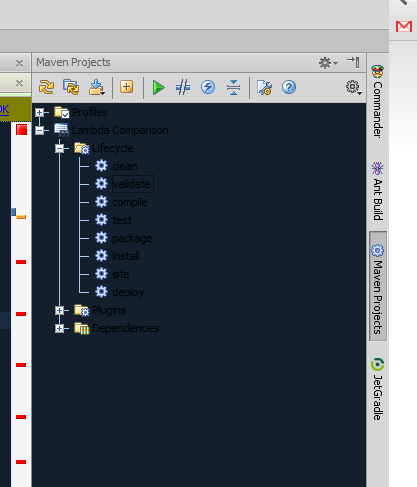 Maven Projects
OK
Profiles
Lambda Comparison
Lifecycle
clean
validate
compile
test
package
install
site
deploy
Plugins
Dependencies
Commander
Ant Build
Maven Projects
JetGradle